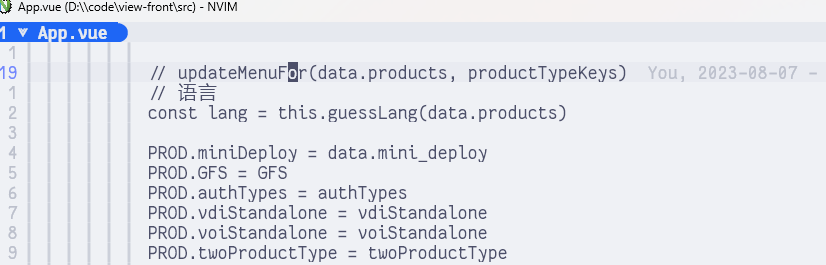 App.vue (D:\\code\view-front\src) - NVIM
1 ▼ App.vue
1
19 // updateMenuFor(data.products, productTypeKeys) You, 2023-08-07 -
1 // 语言
2 const lang = this.guessLang(data.products)
3
4 PROD.miniDeploy = data.mini_deploy
5 PROD.GFS = GFS
6 PROD.authTypes = authTypes
7 PROD.vdiStandalone = vdiStandalone
8 PROD.voiStandalone = voiStandalone
9 PROD.twoProductType = twoProductType